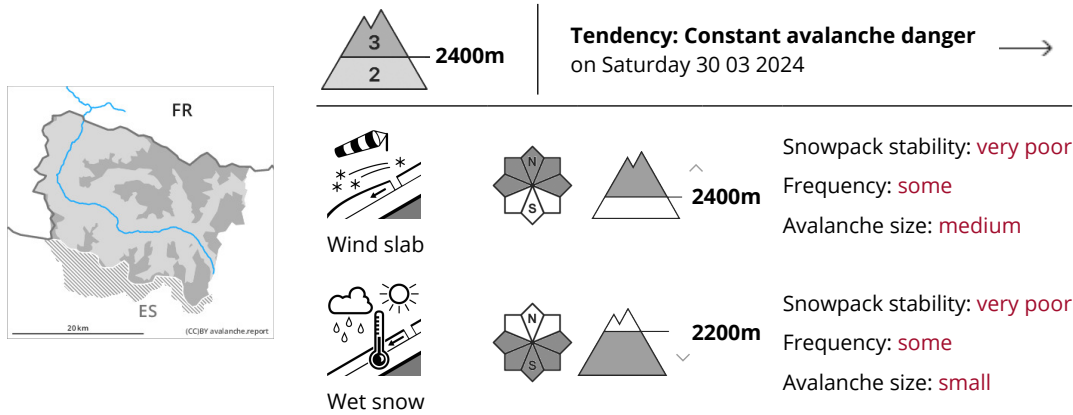 FR
ES
20 km
(CC)BY avalanche.report
3
2
2400m
Tendency: Constant avalanche danger
on Saturday 30 03 2024
Wind slab
N
S
2400m
Snowpack stability: very poor
Frequency: some
Avalanche size: medium
Wet snow
N
S
2200m
Snowpack stability: very poor
Frequency: some
Avalanche size: small